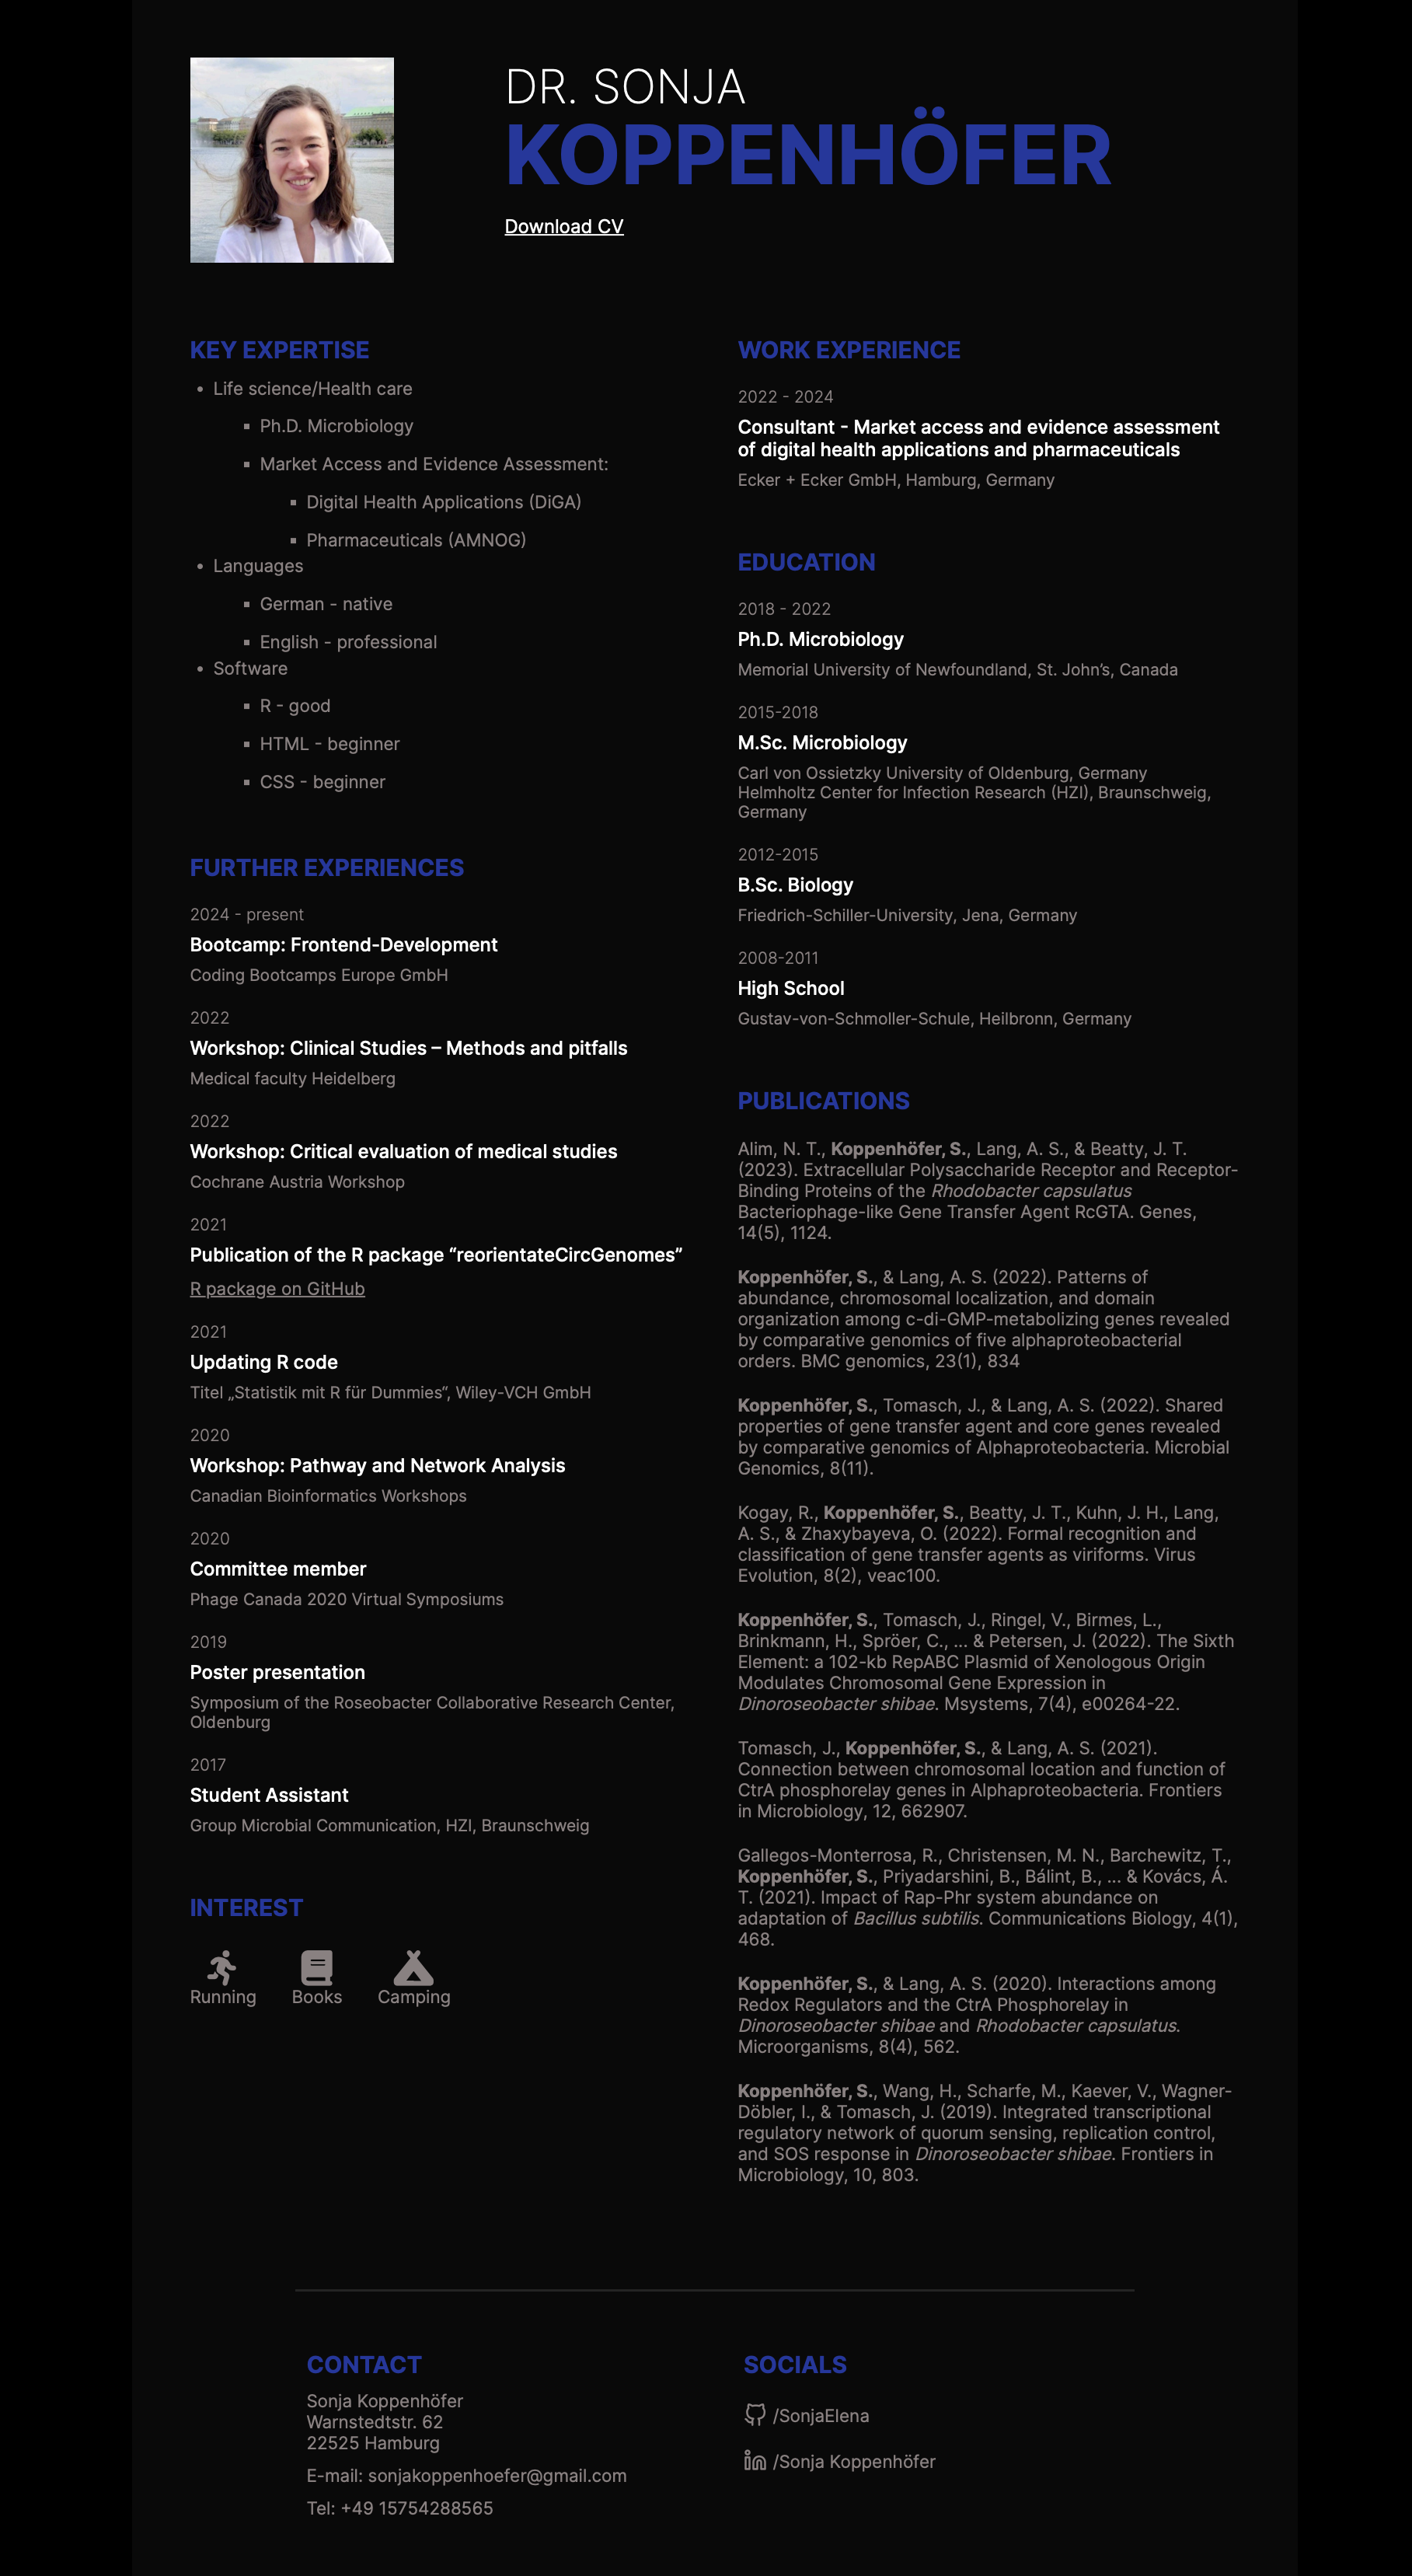 DR. SONJA
KOPPENHÖFER
Download CV
KEY EXPERTISE
• Life science/Health care
▪ Ph.D. Microbiology
▪ Market Access and Evidence Assessment:
▪ Digital Health Applications (DiGA)
▪ Pharmaceuticals (AMNOG)
• Languages
▪ German - native
▪ English - professional
• Software
▪ R - good
▪ HTML - beginner
▪ CSS - beginner
FURTHER EXPERIENCES
2024 - present
Bootcamp: Frontend-Development
Coding Bootcamps Europe GmbH
2022
Workshop: Clinical Studies – Methods and pitfalls
Medical faculty Heidelberg
2022
Workshop: Critical evaluation of medical studies
Cochrane Austria Workshop
2021
Publication of the R package “reorientateCircGenomes”
R package on GitHub
2021
Updating R code
Titel „Statistik mit R für Dummies“, Wiley-VCH GmbH
2020
Workshop: Pathway and Network Analysis
Canadian Bioinformatics Workshops
2020
Committee member
Phage Canada 2020 Virtual Symposiums
2019
Poster presentation
Symposium of the Roseobacter Collaborative Research Center,
Oldenburg
2017
Student Assistant
Group Microbial Communication, HZI, Braunschweig
INTEREST
Running Books Camping
WORK EXPERIENCE
2022 - 2024
Consultant - Market access and evidence assessment
of digital health applications and pharmaceuticals
Ecker + Ecker GmbH, Hamburg, Germany
EDUCATION
2018 - 2022
Ph.D. Microbiology
Memorial University of Newfoundland, St. John’s, Canada
2015-2018
M.Sc. Microbiology
Carl von Ossietzky University of Oldenburg, Germany
Helmholtz Center for Infection Research (HZI), Braunschweig,
Germany
2012-2015
B.Sc. Biology
Friedrich-Schiller-University, Jena, Germany
2008-2011
High School
Gustav-von-Schmoller-Schule, Heilbronn, Germany
PUBLICATIONS
Alim, N. T., Koppenhöfer, S., Lang, A. S., & Beatty, J. T.
(2023). Extracellular Polysaccharide Receptor and Receptor-
Binding Proteins of the Rhodobacter capsulatus
Bacteriophage-like Gene Transfer Agent RcGTA. Genes,
14(5), 1124.
Koppenhöfer, S., & Lang, A. S. (2022). Patterns of
abundance, chromosomal localization, and domain
organization among c-di-GMP-metabolizing genes revealed
by comparative genomics of five alphaproteobacterial
orders. BMC genomics, 23(1), 834
Koppenhöfer, S., Tomasch, J., & Lang, A. S. (2022). Shared
properties of gene transfer agent and core genes revealed
by comparative genomics of Alphaproteobacteria. Microbial
Genomics, 8(11).
Kogay, R., Koppenhöfer, S., Beatty, J. T., Kuhn, J. H., Lang,
A. S., & Zhaxybayeva, O. (2022). Formal recognition and
classification of gene transfer agents as viriforms. Virus
Evolution, 8(2), veac100.
Koppenhöfer, S., Tomasch, J., Ringel, V., Birmes, L.,
Brinkmann, H., Spröer, C., ... & Petersen, J. (2022). The Sixth
Element: a 102-kb RepABC Plasmid of Xenologous Origin
Modulates Chromosomal Gene Expression in
Dinoroseobacter shibae. Msystems, 7(4), e00264-22.
Tomasch, J., Koppenhöfer, S., & Lang, A. S. (2021).
Connection between chromosomal location and function of
CtrA phosphorelay genes in Alphaproteobacteria. Frontiers
in Microbiology, 12, 662907.
Gallegos-Monterrosa, R., Christensen, M. N., Barchewitz, T.,
Koppenhöfer, S., Priyadarshini, B., Bálint, B., ... & Kovács, Á.
T. (2021). Impact of Rap-Phr system abundance on
adaptation of Bacillus subtilis. Communications Biology, 4(1),
468.
Koppenhöfer, S., & Lang, A. S. (2020). Interactions among
Redox Regulators and the CtrA Phosphorelay in
Dinoroseobacter shibae and Rhodobacter capsulatus.
Microorganisms, 8(4), 562.
Koppenhöfer, S., Wang, H., Scharfe, M., Kaever, V., Wagner-
Döbler, I., & Tomasch, J. (2019). Integrated transcriptional
regulatory network of quorum sensing, replication control,
and SOS response in Dinoroseobacter shibae. Frontiers in
Microbiology, 10, 803.
CONTACT
Sonja Koppenhöfer
Warnstedtstr. 62
22525 Hamburg
E-mail: sonjakoppenhoefer@gmail.com
Tel: +49 15754288565
SOCIALS
/SonjaElena
/Sonja Koppenhöfer